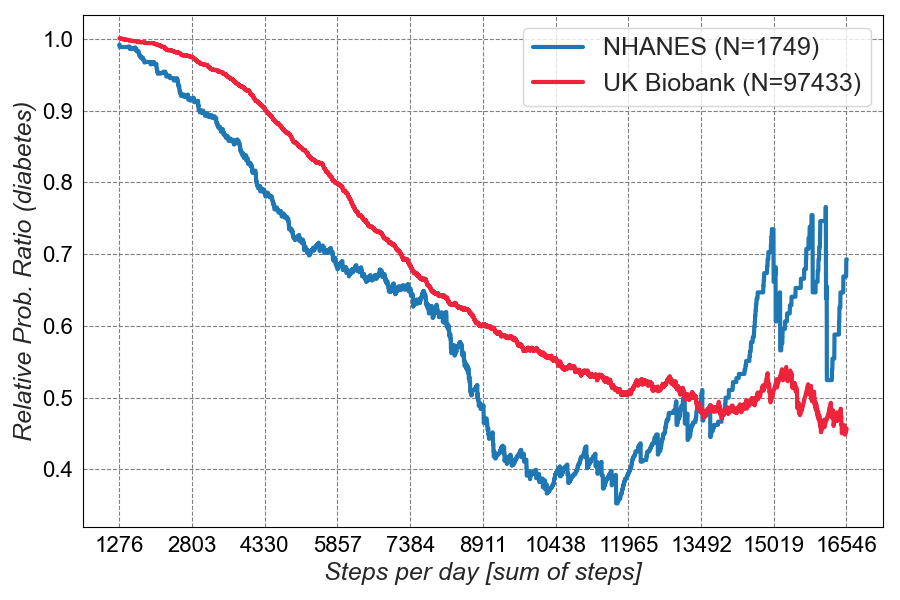 NHANES (N=1749)
UK Biobank (N=97433)
Relative Prob. Ratio (diabetes)
1.0
0.9
0.8
0.7
0.6
0.5
0.4
1276 2803 4330 5857 7384 8911 10438 11965 13492 15019 16546
Steps per day [sum of steps]